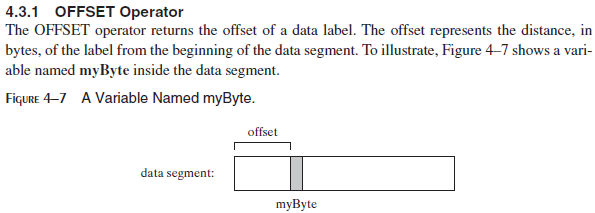 4.3.1 OFFSET Operator
The OFFSET operator returns the offset of a data label. The offset represents the distance, in
bytes, of the label from the beginning of the data segment. To illustrate, Figure 4–7 shows a vari-
able named myByte inside the data segment.
FIGURE 4–7 A Variable Named myByte.
offset
data segment:
myByte